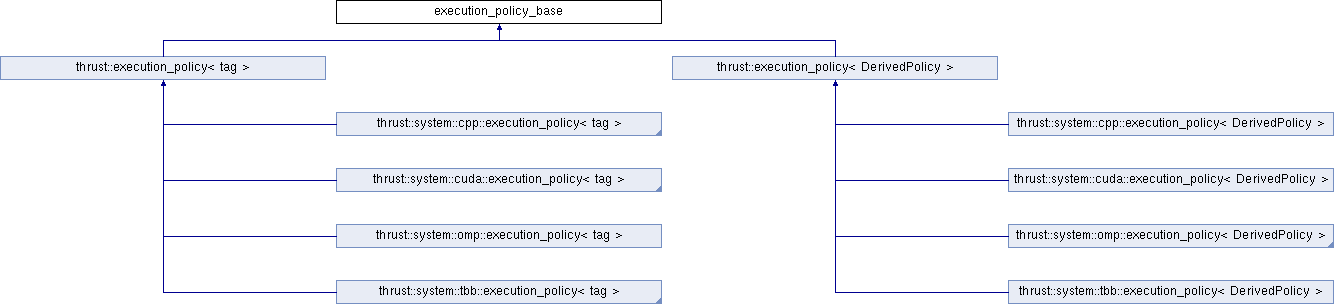 execution_policy_base
thrust::execution_policy< tag >
thrust::execution_policy< DerivedPolicy >
thrust::system::cpp::execution_policy< tag >
thrust::system::cpp::execution_policy< DerivedPolicy >
thrust::system::cuda::execution_policy< tag >
thrust::system::cuda::execution_policy< DerivedPolicy >
thrust::system::omp::execution_policy< tag >
thrust::system::omp::execution_policy< DerivedPolicy >
thrust::system::tbb::execution_policy< tag >
thrust::system::tbb::execution_policy< DerivedPolicy >